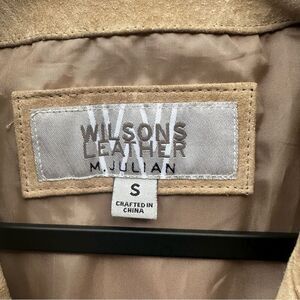 WILSONS
LEATHER
M. JULIAN
S
CRAFTED IN
CHINA